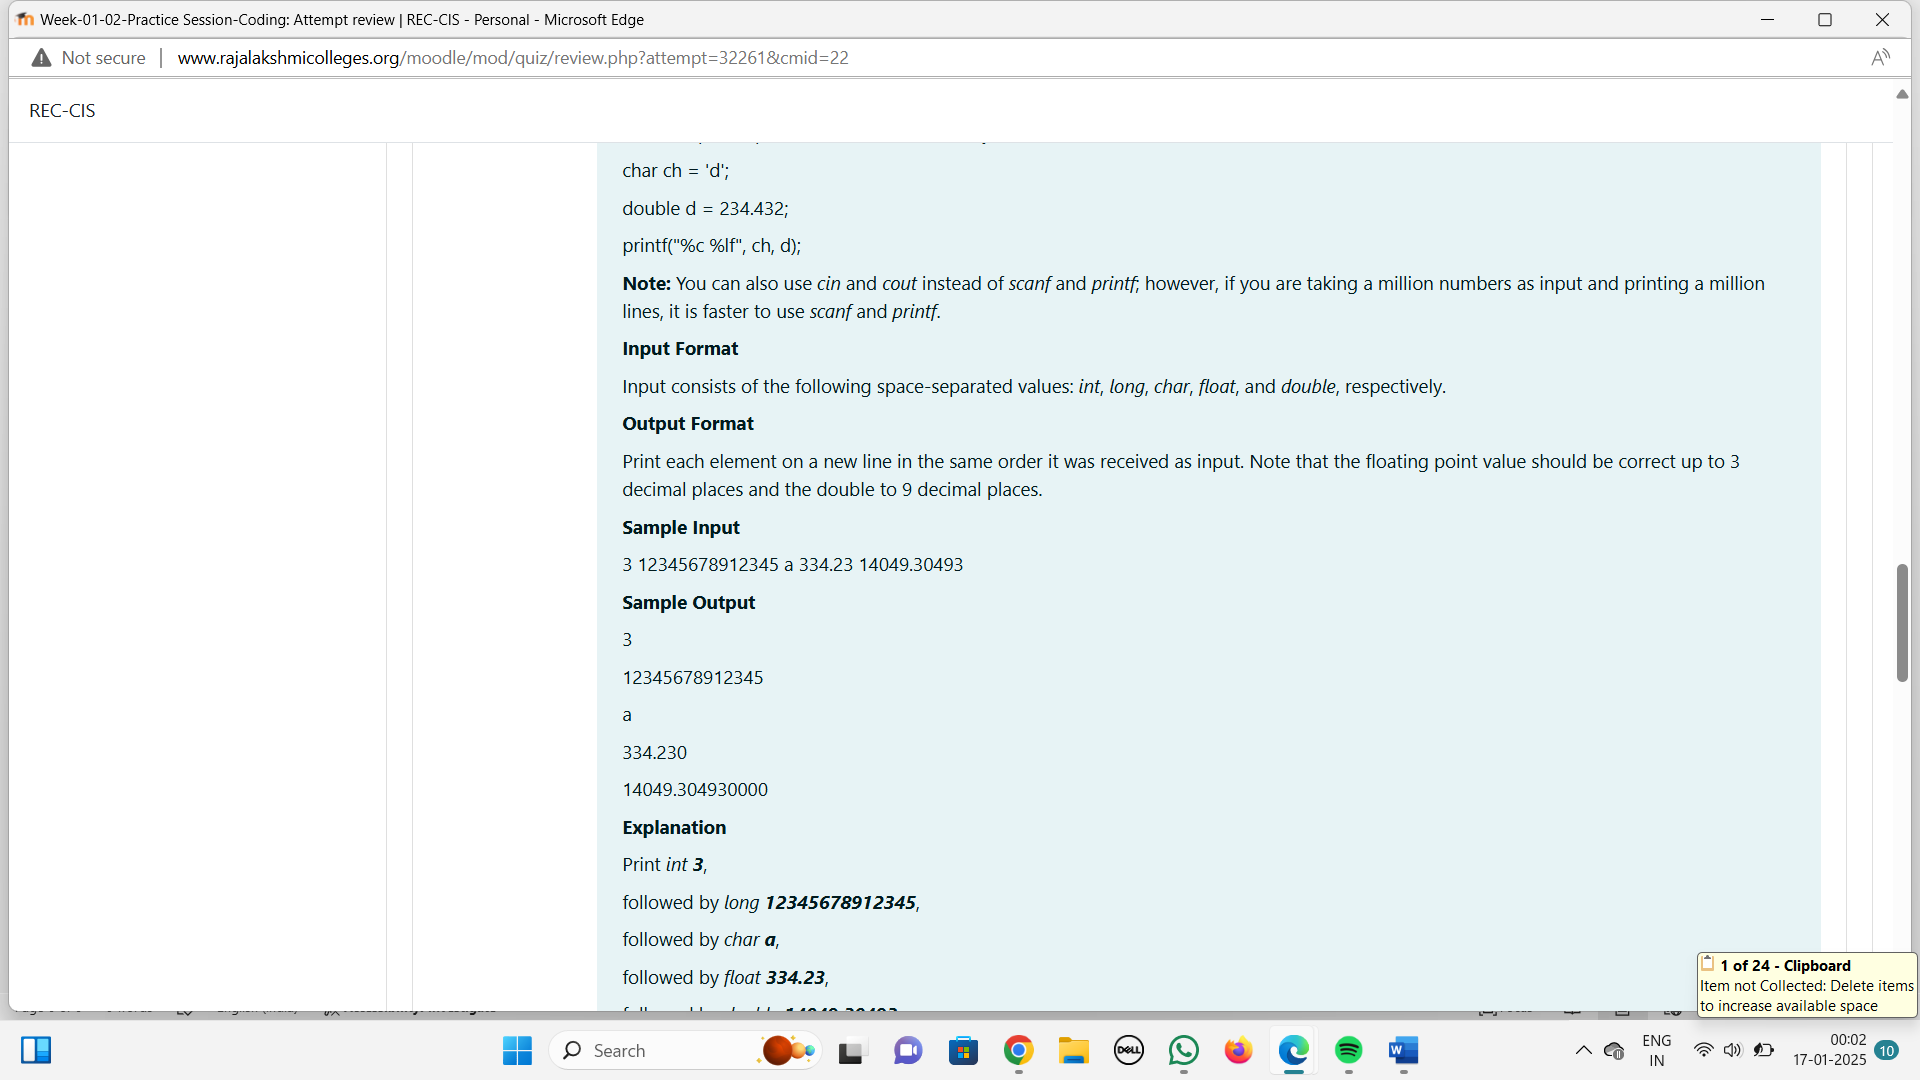 Week-01-02-Practice Session-Coding: Attempt review | REC-CIS - Personal - Microsoft Edge
Not secure | www.rajalakshmicolleges.org/moodle/mod/quiz/review.php?attempt=32261&cmid=22
REC-CIS
char ch = 'd';
double d = 234.432;
printf("%c %lf", ch, d);
Note: You can also use cin and cout instead of scanf and printf; however, if you are taking a million numbers as input and printing a million
lines, it is faster to use scanf and printf.
Input Format
Input consists of the following space-separated values: int, long, char, float, and double, respectively.
Output Format
Print each element on a new line in the same order it was received as input. Note that the floating point value should be correct up to 3
decimal places and the double to 9 decimal places.
Sample Input
3 12345678912345 a 334.23 14049.30493
Sample Output
3
12345678912345
a
334.230
14049.304930000
Explanation
Print int 3,
followed by long 12345678912345,
followed by char a,
followed by float 334.23,
1 of 24 - Clipboard
Item not Collected: Delete items
to increase available space
Search
DELL
W
ENG
IN
00:02
17-01-2025
10